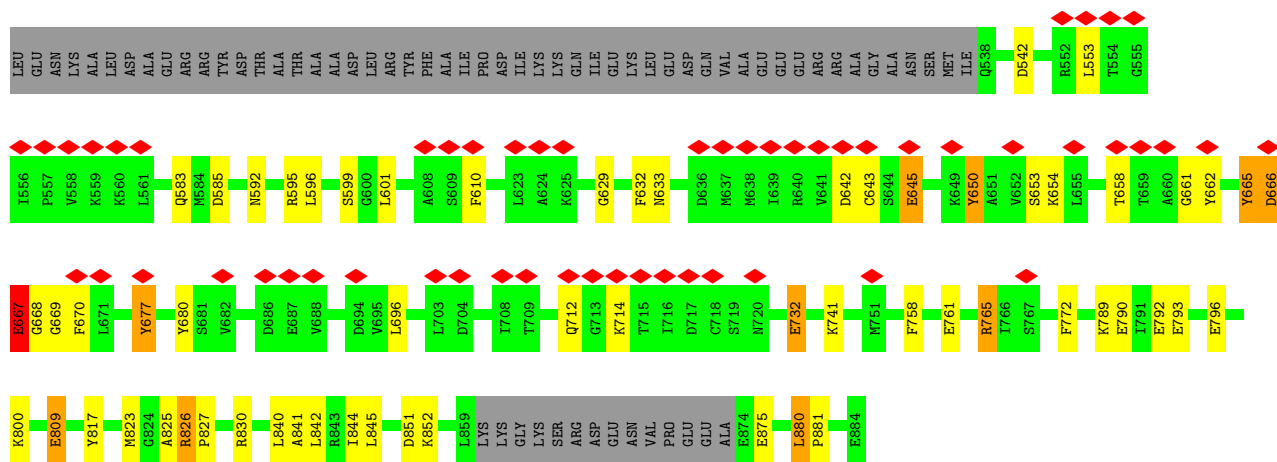 LEU GLU ASN LYS ALA LEU ASP ALA GLU ARG ARG TYR ASP THR ALA THR ALA ALA ASP LEU ARG TYR PHE ALA ILE PRO ASP ILE LYS LYS GLN ILE GLU LYS LEU GLU ASP GLN VAL ALA GLU GLU GLU ARG ARG ALA GLY ALA ASN SER MET ILE Q538 D542 R552 L553 T554 G555
I556 P557 V558 K559 K560 L561 Q583 M584 D585 N592 R595 L596 S599 G600 L601 A608 S609 F610 L623 A624 K625 G629 F632 N633 D636 M637 M638 I639 R640 V641 D642 C643 S644 E645 K649 Y650 A651 V652 S653 K654 L655 T658 T659 A660 G661 Y662 Y665 D666
E667 G668 G669 F670 L671 Y677 Y680 S681 V682 D686 E687 V688 D694 V695 L696 L703 D704 I708 T709 Q712 G713 K714 T715 I716 D717 C718 S719 N720 E732 K741 M751 F758 E761 R765 I766 S767 F772 K789 E790 I791 E792 E793 E796
K800 E809 Y817 M823 G824 A825 R826 P827 R830 L840 A841 L842 R843 I844 L845 D851 K852 L859 LYS LYS GLY LYS SER ARG ASP GLU ASN VAL PRO GLU GLU ALA E874 E875 L880 P881 E884